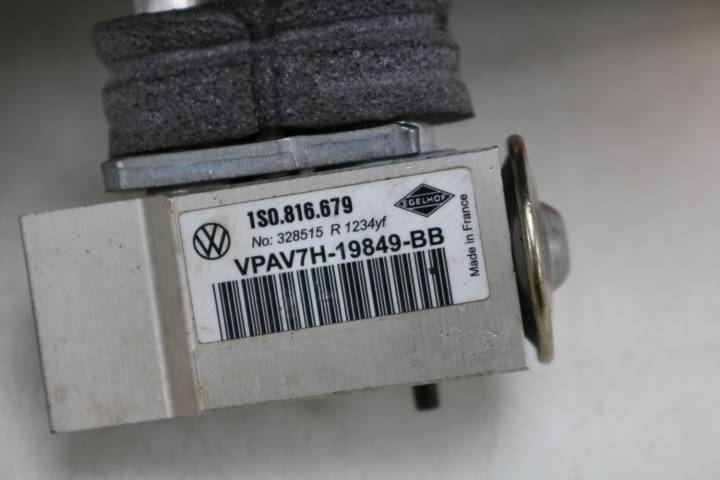 1S0.816.679
EGELHOF
No: 328515 R 1234yf
VPAV7H-19849-BB
Made in France